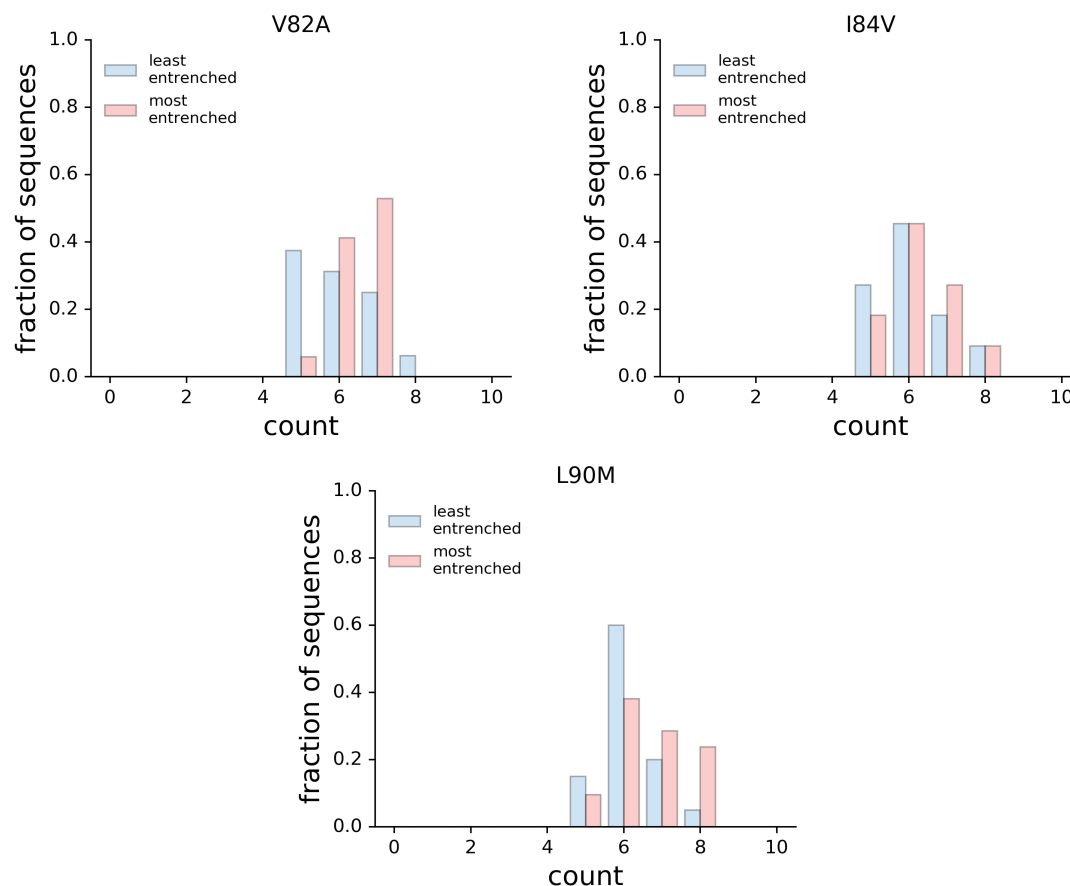 V82A
1.0
0.8
0.6
0.4
0.2
0.0
fraction of sequences
least
entrenched
most
entrenched
0 2 4 6 8 10
count
I84V
1.0
0.8
0.6
0.4
0.2
0.0
fraction of sequences
least
entrenched
most
entrenched
0 2 4 6 8 10
count
L90M
1.0
0.8
0.6
0.4
0.2
0.0
fraction of sequences
least
entrenched
most
entrenched
0 2 4 6 8 10
count